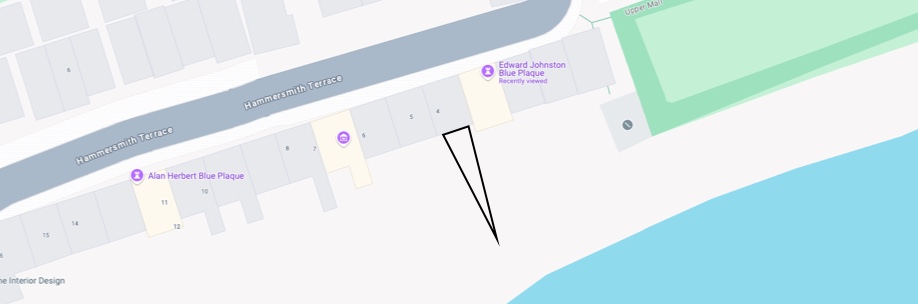 Upper Mall
6
Edward Johnston
Blue Plaque
Recently viewed
Hammersmith Terrace
4
5
6
Hammersmith Terrace
7
8
Alan Herbert Blue Plaque
10
11
12
14
15
ne Interior Design